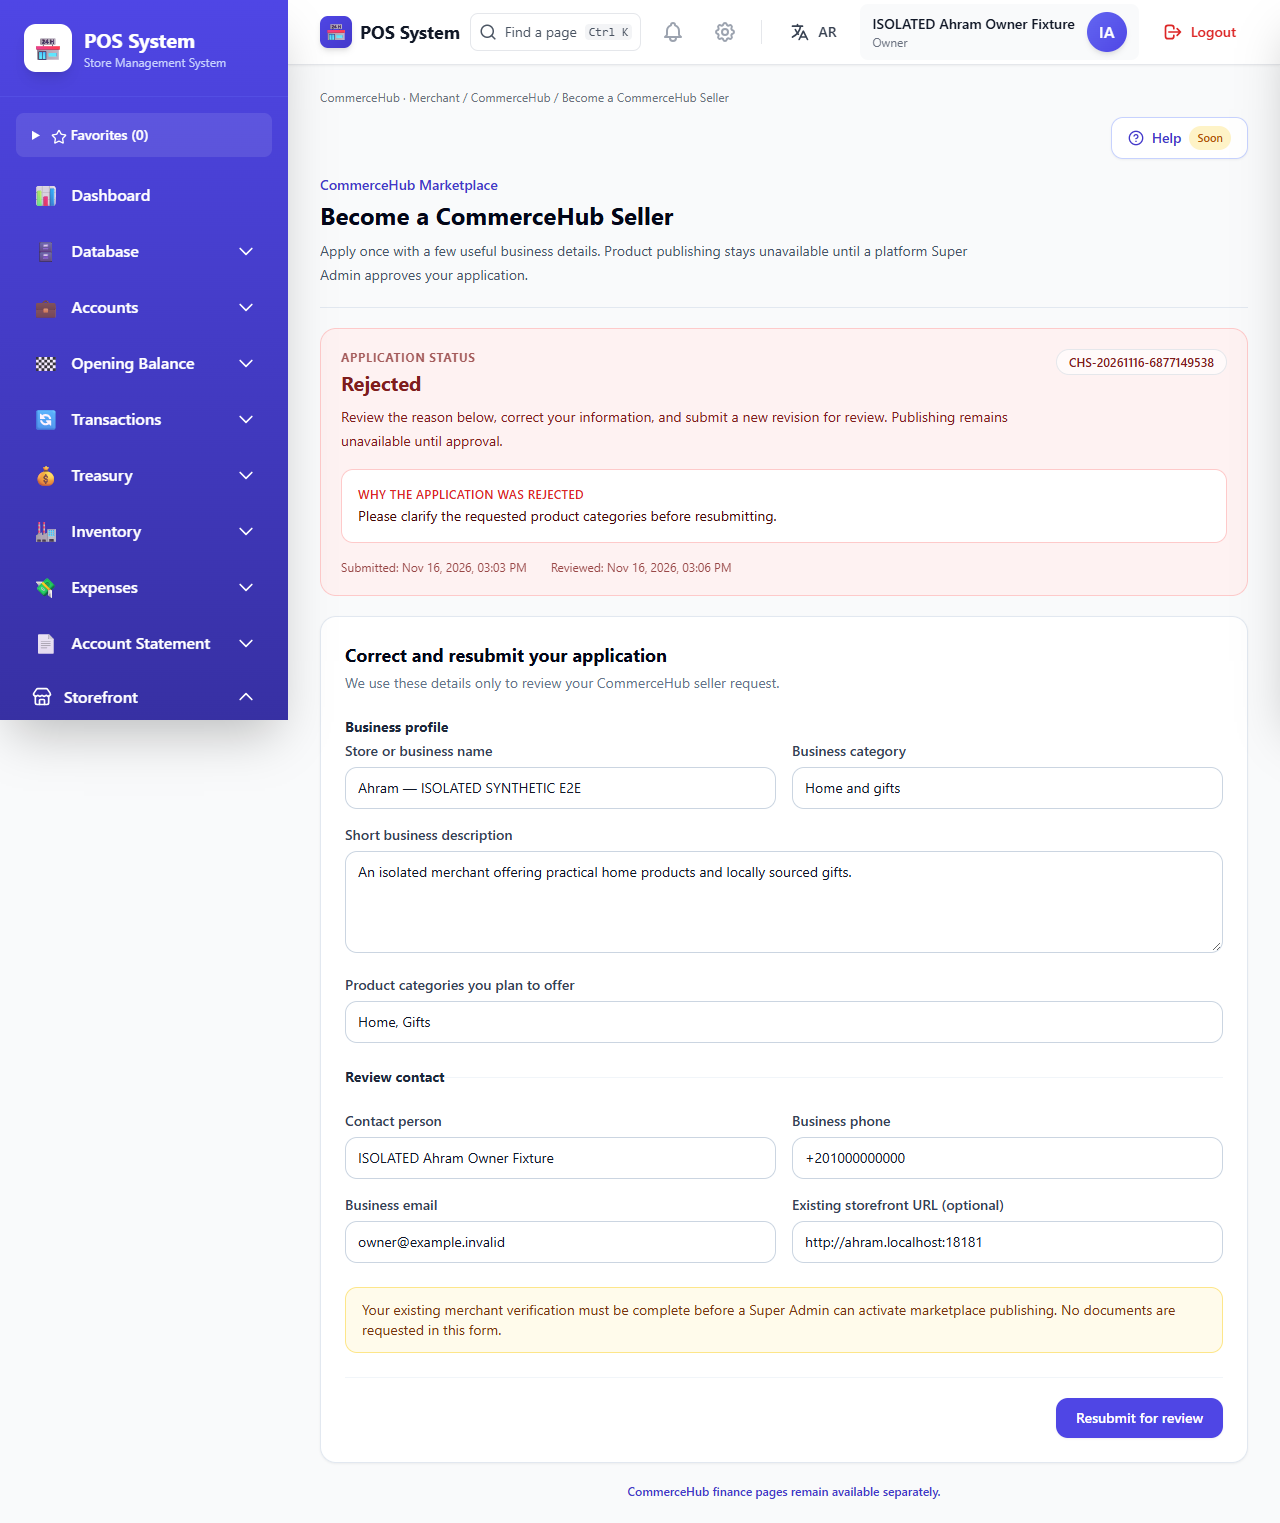 24H
POS System
Store Management System
Favorites (0)
Dashboard
Database
Accounts
Opening Balance
Transactions
Treasury
Inventory
Expenses
Account Statement
Storefront
24H
POS System
Find a page
Ctrl K
AR
ISOLATED Ahram Owner Fixture
Owner
IA
Logout
CommerceHub · Merchant / CommerceHub / Become a CommerceHub Seller
Help
Soon
CommerceHub Marketplace
Become a CommerceHub Seller
Apply once with a few useful business details. Product publishing stays unavailable until a platform Super
Admin approves your application.
APPLICATION STATUS
CHS-20261116-6877149538
Rejected
Review the reason below, correct your information, and submit a new revision for review. Publishing remains
unavailable until approval.
WHY THE APPLICATION WAS REJECTED
Please clarify the requested product categories before resubmitting.
Submitted: Nov 16, 2026, 03:03 PM
Reviewed: Nov 16, 2026, 03:06 PM
Correct and resubmit your application
We use these details only to review your CommerceHub seller request.
Business profile
Store or business name
Business category
Ahram — ISOLATED SYNTHETIC E2E
Home and gifts
Short business description
An isolated merchant offering practical home products and locally sourced gifts.
Product categories you plan to offer
Home, Gifts
Review contact
Contact person
Business phone
ISOLATED Ahram Owner Fixture
+201000000000
Business email
Existing storefront URL (optional)
owner@example.invalid
http://ahram.localhost:18181
Your existing merchant verification must be complete before a Super Admin can activate marketplace publishing. No documents are
requested in this form.
Resubmit for review
CommerceHub finance pages remain available separately.